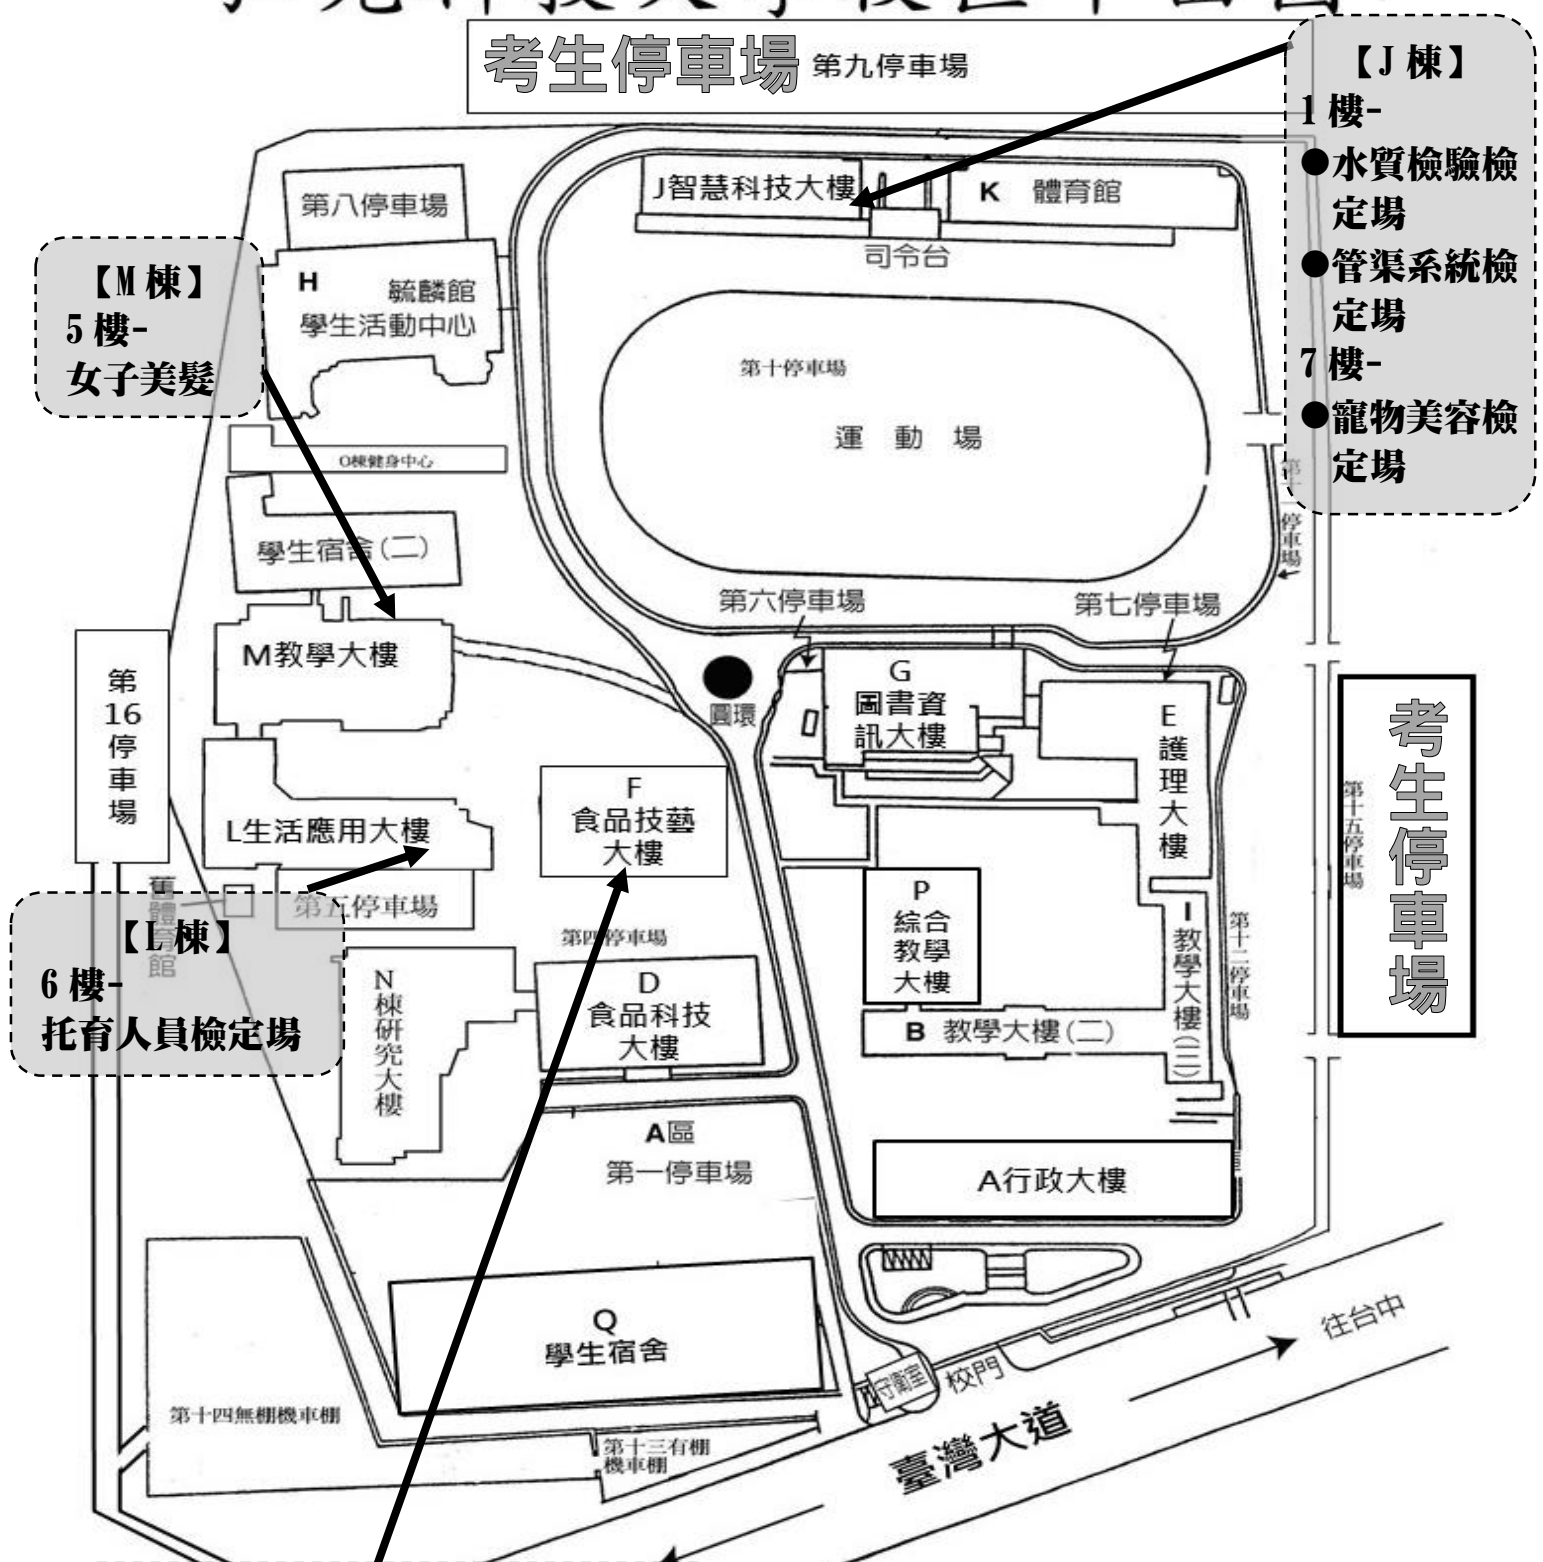 考生停車場 第九停車場
【J 棟】
1 樓-
●水質檢驗檢
定場
●管渠系統檢
定場
7 樓-
●寵物美容檢
定場
第八停車場
J智慧科技大樓
K 體育館
司令台
【M 棟】
5 樓-
女子美髮
H 毓麟館
學生活動中心
第十停車場
運 動 場
O棟健身中心
學生宿舍(二)
停車場
第六停車場
第七停車場
M教學大樓
第16停車場
圓環
G
圖書資
訊大樓
E護理大樓
考生停車場
第十五停車場
F
食品技藝
大樓
L生活應用大樓
舊體育館
第五停車場
【L 棟】
6 樓-
托育人員檢定場
第四停車場
P
綜合
教學
大樓
I教學大樓(三)
第十二停車場
N棟研究大樓
D
食品科技
大樓
B 教學大樓(二)
A區
第一停車場
A行政大樓
Q
學生宿舍
守衛室
校門
往台中
臺灣大道
第十四無棚機車棚
第十三有棚
機車棚